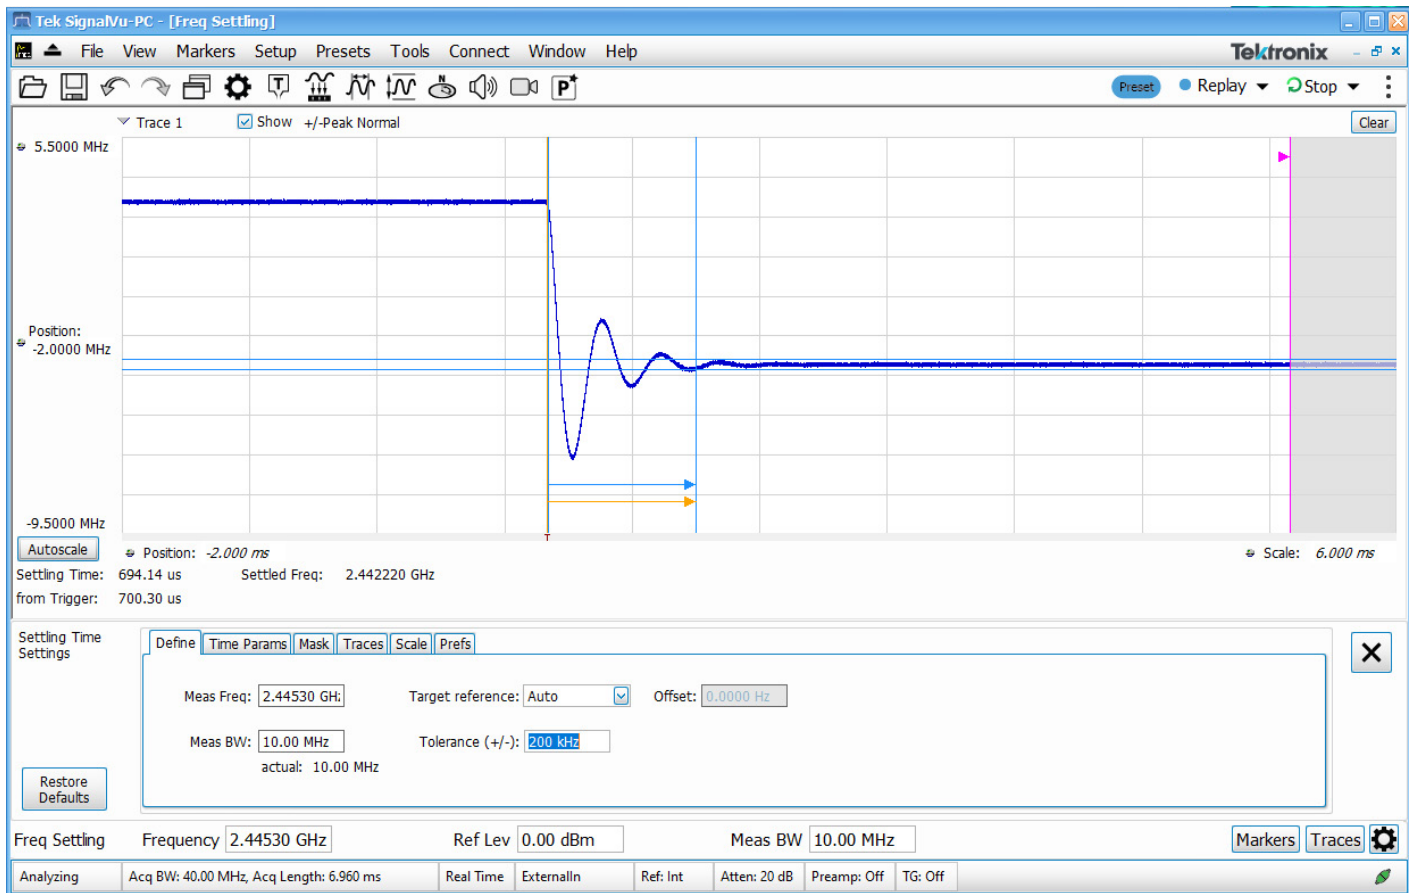 Tek SignalVu-PC - [Freq Settling]
File View Markers Setup Presets Tools Connect Window Help Tektronix
T N P Preset Replay Stop
Trace 1 Show +/-Peak Normal Clear
5.5000 MHz
Position:
-2.0000 MHz
-9.5000 MHz
T
Autoscale Position: -2.000 ms Scale: 6.000 ms
Settling Time: 694.14 us Settled Freq: 2.442220 GHz
from Trigger: 700.30 us
Settling Time
Settings
Define Time Params Mask Traces Scale Prefs
Meas Freq: 2.44530 GH: Target reference: Auto Offset: 0.0000 Hz
Meas BW: 10.00 MHz Tolerance (+/-): 200 kHz
actual: 10.00 MHz
Restore
Defaults
Freq Settling Frequency 2.44530 GHz Ref Lev 0.00 dBm Meas BW 10.00 MHz Markers Traces
Analyzing Acq BW: 40.00 MHz, Acq Length: 6.960 ms Real Time ExternalIn Ref: Int Atten: 20 dB Preamp: Off TG: Off